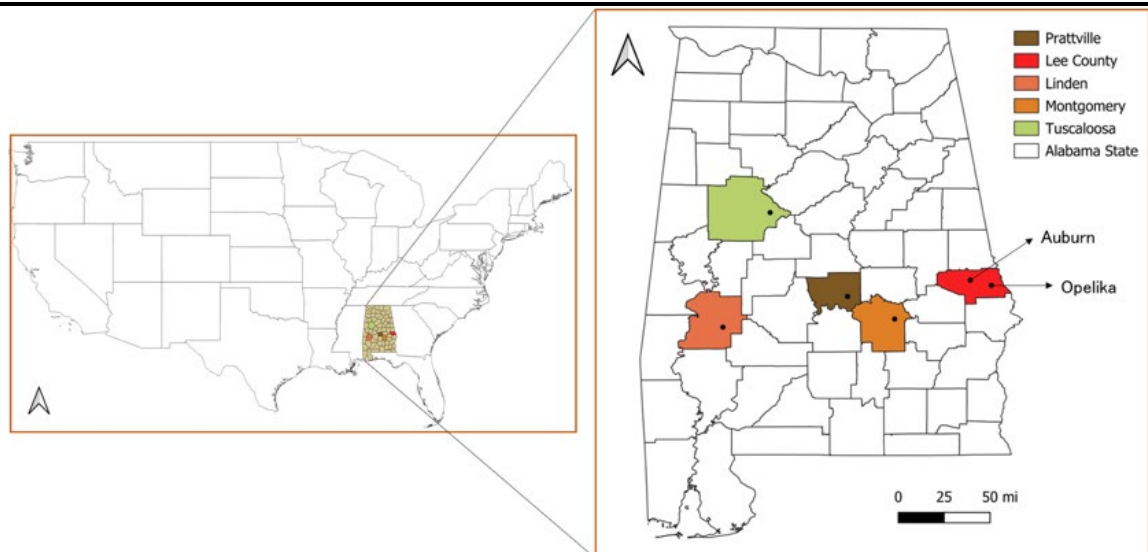 Prattville
Lee County
Linden
Montgomery
Tuscaloosa
Alabama State
Auburn
Opelika
0 25 50 mi